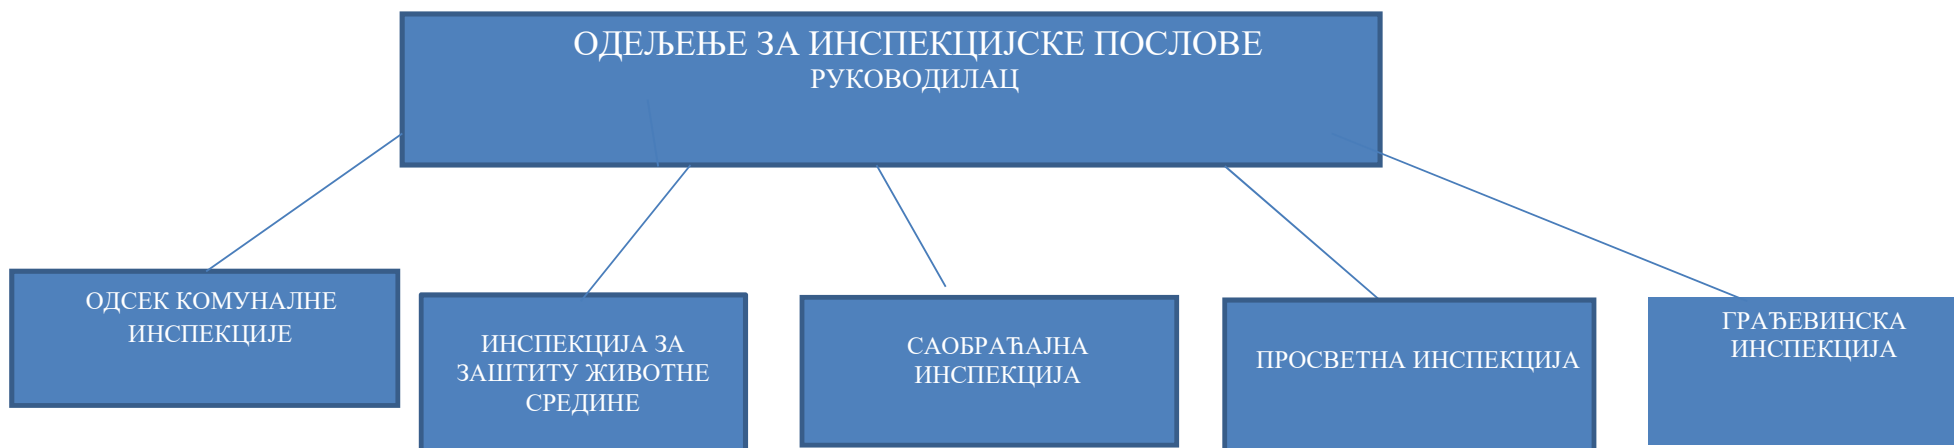 ОДЕЉЕЊЕ ЗА ИНСПЕКЦИЈСКЕ ПОСЛОВЕ
РУКОВОДИЛАЦ
ОДСЕК КОМУНАЛНЕ
ИНСПЕКЦИЈЕ
ИНСПЕКЦИЈА ЗА
ЗАШТИТУ ЖИВОТНЕ
СРЕДИНЕ
САОБРАЋАЈНА
ИНСПЕКЦИЈА
ПРОСВЕТНА ИНСПЕКЦИЈА
ГРАЂЕВИНСКА
ИНСПЕКЦИЈА